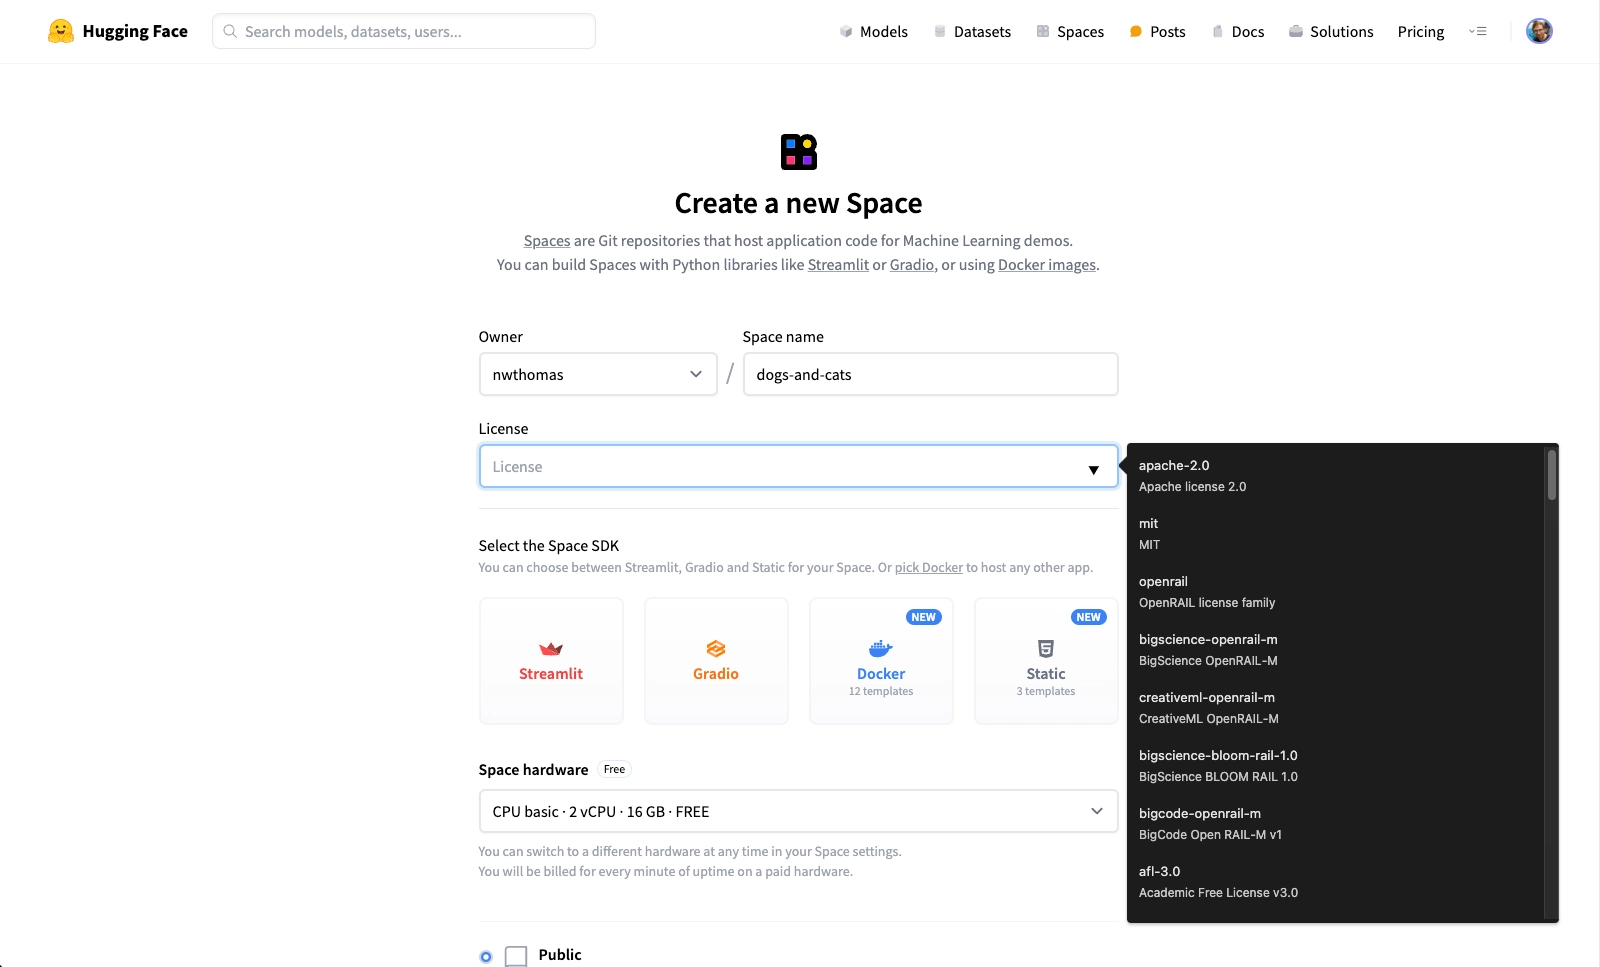 Hugging Face
Search models, datasets, users...
Models
Datasets
Spaces
Posts
Docs
Solutions
Pricing
Create a new Space
Spaces are Git repositories that host application code for Machine Learning demos.
You can build Spaces with Python libraries like Streamlit or Gradio, or using Docker images.
Owner
Space name
nwthomas
/
dogs-and-cats
License
License
apache-2.0
Apache license 2.0
mit
MIT
openrail
OpenRAIL license family
bigscience-openrail-m
BigScience OpenRAIL-M
creativeml-openrail-m
CreativeML OpenRAIL-M
bigscience-bloom-rail-1.0
BigScience BLOOM RAIL 1.0
bigcode-openrail-m
BigCode Open RAIL-M v1
afl-3.0
Academic Free License v3.0
Select the Space SDK
You can choose between Streamlit, Gradio and Static for your Space. Or pick Docker to host any other app.
Streamlit
Gradio
NEW
Docker
12 templates
NEW
Static
3 templates
Space hardware Free
CPU basic · 2 vCPU · 16 GB · FREE
You can switch to a different hardware at any time in your Space settings.
You will be billed for every minute of uptime on a paid hardware.
Public